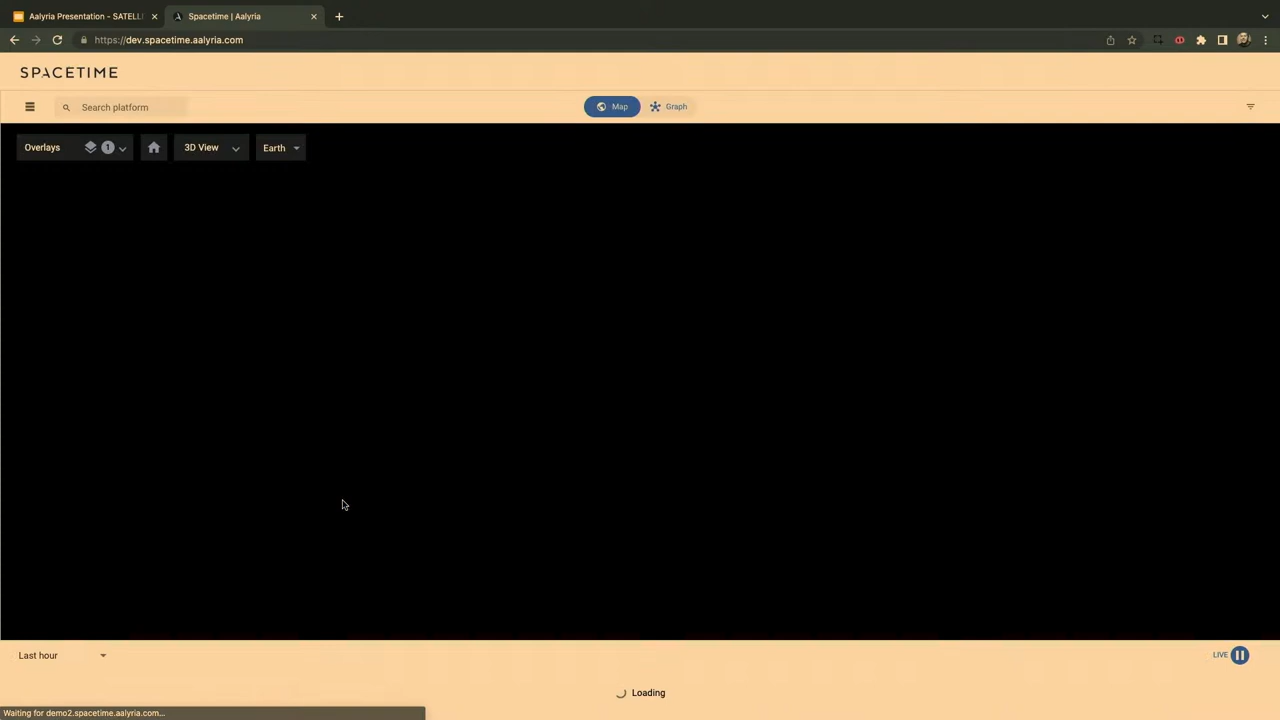 Aalyria Presentation - SATELL
Spacetime | Aalyria
https://dev.spacetime.aalyria.com
SPACETIME
Search platform
Map
Graph
Overlays
1
3D View
Earth
Last hour
LIVE
Loading
Waiting for demo2.spacetime.aalyria.com...